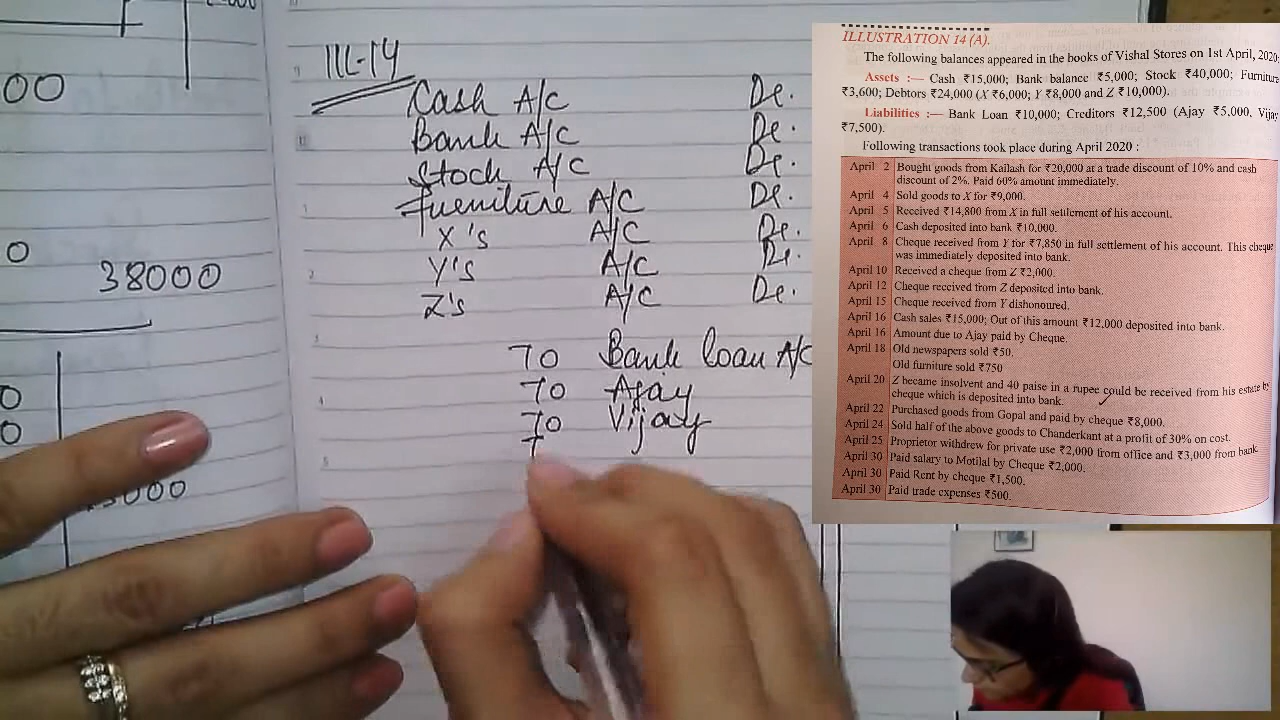 000
00
0
38000
0
0
3000
ILL-14
Cash A/c Dr.
Bank A/C Dr.
Stock A/C Dr.
Furniture A/C Dr.
X's A/C Dr.
Y's A/C Dr.
Z's A/C Dr.
To Bank loan A/C
To Ajay
To Vijay
T
ILLUSTRATION 14 (A).
The following balances appeared in the books of Vishal Stores on 1st April, 2020:
Assets :— Cash ₹15,000; Bank balance ₹5,000; Stock ₹40,000; Furniture
₹3,600; Debtors ₹24,000 (X ₹6,000; Y ₹8,000 and Z ₹10,000).
Liabilities :— Bank Loan ₹10,000; Creditors ₹12,500 (Ajay ₹5,000, Vijay
₹7,500).
Following transactions took place during April 2020 :
April 2 Bought goods from Kailash for ₹20,000 at a trade discount of 10% and cash
discount of 2%. Paid 60% amount immediately.
April 4 Sold goods to X for ₹9,000.
April 5 Received ₹14,800 from X in full settlement of his account.
April 6 Cash deposited into bank ₹10,000.
April 8 Cheque received from Y for ₹7,850 in full settlement of his account. This cheque
was immediately deposited into bank.
April 10 Received a cheque from Z ₹2,000.
April 12 Cheque received from Z deposited into bank.
April 15 Cheque received from Y dishonoured.
April 16 Cash sales ₹15,000; Out of this amount ₹12,000 deposited into bank.
April 16 Amount due to Ajay paid by Cheque.
April 18 Old newspapers sold ₹50.
Old furniture sold ₹750
April 20 Z became insolvent and 40 paise in a rupee could be received from his estate by
cheque which is deposited into bank.
April 22 Purchased goods from Gopal and paid by cheque ₹8,000.
April 24 Sold half of the above goods to Chanderkant at a profit of 30% on cost.
April 25 Proprietor withdrew for private use ₹2,000 from office and ₹3,000 from bank
April 30 Paid salary to Motilal by Cheque ₹2,000.
April 30 Paid Rent by cheque ₹1,500.
April 30 Paid trade expenses ₹500.